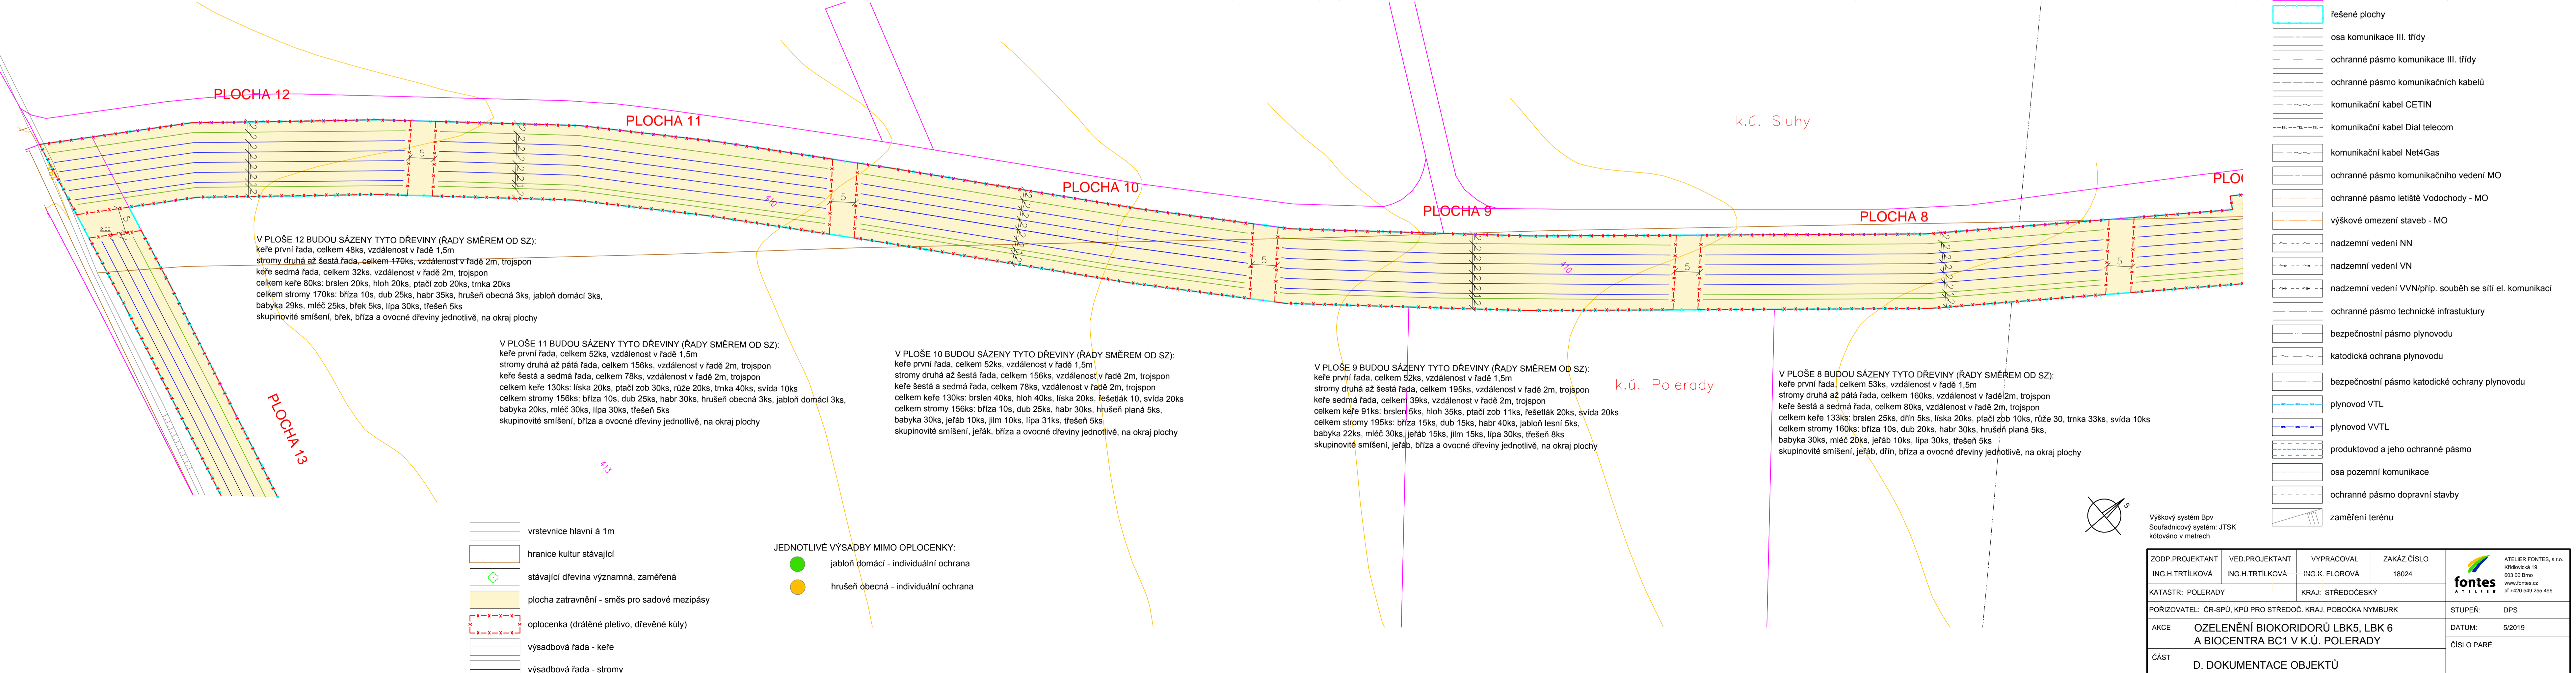 PLOCHA 12
PLOCHA 11
PLOCHA 10
PLOCHA 9
PLOCHA 8
PLOCHA 13
k.ú. Sluhy
k.ú. Polerady
410
410
413
5
5
5
5
5
5
2,00
V PLOŠE 12 BUDOU SÁZENY TYTO DŘEVINY (ŘADY SMĚREM OD SZ):
keře první řada, celkem 48ks, vzdálenost v řadě 1,5m
stromy druhá až šestá řada, celkem 170ks, vzdálenost v řadě 2m, trojspon
keře sedmá řada, celkem 32ks, vzdálenost v řadě 2m, trojspon
celkem keře 80ks: brslen 20ks, hloh 20ks, ptačí zob 20ks, trnka 20ks
celkem stromy 170ks: bříza 10s, dub 25ks, habr 35ks, hrušeň obecná 3ks, jabloň domácí 3ks,
babyka 29ks, mléč 25ks, břek 5ks, lípa 30ks, třešeň 5ks
skupinovité smíšení, břek, bříza a ovocné dřeviny jednotlivě, na okraj plochy
V PLOŠE 11 BUDOU SÁZENY TYTO DŘEVINY (ŘADY SMĚREM OD SZ):
keře první řada, celkem 52ks, vzdálenost v řadě 1,5m
stromy druhá až pátá řada, celkem 156ks, vzdálenost v řadě 2m, trojspon
keře šestá a sedmá řada, celkem 78ks, vzdálenost v řadě 2m, trojspon
celkem keře 130ks: líska 20ks, ptačí zob 30ks, růže 20ks, trnka 40ks, svída 10ks
celkem stromy 156ks: bříza 10s, dub 25ks, habr 30ks, hrušeň obecná 3ks, jabloň domácí 3ks,
babyka 20ks, mléč 30ks, lípa 30ks, třešeň 5ks
skupinovité smíšení, bříza a ovocné dřeviny jednotlivě, na okraj plochy
V PLOŠE 10 BUDOU SÁZENY TYTO DŘEVINY (ŘADY SMĚREM OD SZ):
keře první řada, celkem 52ks, vzdálenost v řadě 1,5m
stromy druhá až šestá řada, celkem 156ks, vzdálenost v řadě 2m, trojspon
keře šestá a sedmá řada, celkem 78ks, vzdálenost v řadě 2m, trojspon
celkem keře 130ks: brslen 40ks, hloh 40ks, líska 20ks, řešetlák 10, svída 20ks
celkem stromy 156ks: bříza 10s, dub 25ks, habr 30ks, hrušeň planá 5ks,
babyka 30ks, jeřáb 10ks, jilm 10ks, lípa 31ks, třešeň 5ks
skupinovité smíšení, jeřák, bříza a ovocné dřeviny jednotlivě, na okraj plochy
V PLOŠE 9 BUDOU SÁZENY TYTO DŘEVINY (ŘADY SMĚREM OD SZ):
keře první řada, celkem 52ks, vzdálenost v řadě 1,5m
stromy druhá až šestá řada, celkem 195ks, vzdálenost v řadě 2m, trojspon
keře sedmá řada, celkem 39ks, vzdálenost v řadě 2m, trojspon
celkem keře 91ks: brslen 5ks, hloh 35ks, ptačí zob 11ks, řešetlák 20ks, svída 20ks
celkem stromy 195ks: bříza 15ks, dub 15ks, habr 40ks, jabloň lesní 5ks,
babyka 22ks, mléč 30ks, jeřáb 15ks, jilm 15ks, lípa 30ks, třešeň 8ks
skupinovité smíšení, jeřáb, bříza a ovocné dřeviny jednotlivě, na okraj plochy
V PLOŠE 8 BUDOU SÁZENY TYTO DŘEVINY (ŘADY SMĚREM OD SZ):
keře první řada, celkem 53ks, vzdálenost v řadě 1,5m
stromy druhá až pátá řada, celkem 160ks, vzdálenost v řadě 2m, trojspon
keře šestá a sedmá řada, celkem 80ks, vzdálenost v řadě 2m, trojspon
celkem keře 133ks: brslen 25ks, dřín 5ks, líska 20ks, ptačí zob 10ks, růže 30, trnka 33ks, svída 10ks
celkem stromy 160ks: bříza 10s, dub 20ks, habr 30ks, hrušeň planá 5ks,
babyka 30ks, mléč 20ks, jeřáb 10ks, lípa 30ks, třešeň 5ks
skupinovité smíšení, jeřáb, dřín, bříza a ovocné dřeviny jednotlivě, na okraj plochy
vrstevnice hlavní á 1m
hranice kultur stávající
stávající dřevina významná, zaměřená
plocha zatravnění - směs pro sadové mezipásy
oplocenka (drátěné pletivo, dřevěné kůly)
výsadbová řada - keře
výsadbová řada - stromy
JEDNOTLIVÉ VÝSADBY MIMO OPLOCENKY:
jabloň domácí - individuální ochrana
hrušeň obecná - individuální ochrana
řešené plochy
osa komunikace III. třídy
ochranné pásmo komunikace III. třídy
ochranné pásmo komunikačních kabelů
komunikační kabel CETIN
komunikační kabel Dial telecom
komunikační kabel Net4Gas
ochranné pásmo komunikačního vedení MO
ochranné pásmo letiště Vodochody - MO
výškové omezení staveb - MO
nadzemní vedení NN
nadzemní vedení VN
nadzemní vedení VVN/příp. souběh se sítí el. komunikací
ochranné pásmo technické infrastuktury
bezpečnostní pásmo plynovodu
katodická ochrana plynovodu
bezpečnostní pásmo katodické ochrany plynovodu
plynovod VTL
plynovod VVTL
produktovod a jeho ochranné pásmo
osa pozemní komunikace
ochranné pásmo dopravní stavby
zaměření terénu
S
Výškový systém Bpv
Souřadnicový systém: JTSK
kótováno v metrech
ZODP.PROJEKTANT VED.PROJEKTANT VYPRACOVAL ZAKÁZ.ČÍSLO
ING.H.TRTÍLKOVÁ ING.H.TRTÍLKOVÁ ING.K. FLOROVÁ 18024
KATASTR: POLERADY KRAJ: STŘEDOČESKÝ
fontes
ATELIER
ATELIER FONTES, s.r.o.
Křídlovická 19
603 00 Brno
www.fontes.cz
t/f +420 549 255 496
POŘIZOVATEL: ČR-SPÚ, KPÚ PRO STŘEDOČ. KRAJ, POBOČKA NYMBURK
STUPEŇ: DPS
AKCE OZELENĚNÍ BIOKORIDORŮ LBK5, LBK 6
A BIOCENTRA BC1 V K.Ú. POLERADY
DATUM: 5/2019
ČÍSLO PARÉ
ČÁST D. DOKUMENTACE OBJEKTŮ